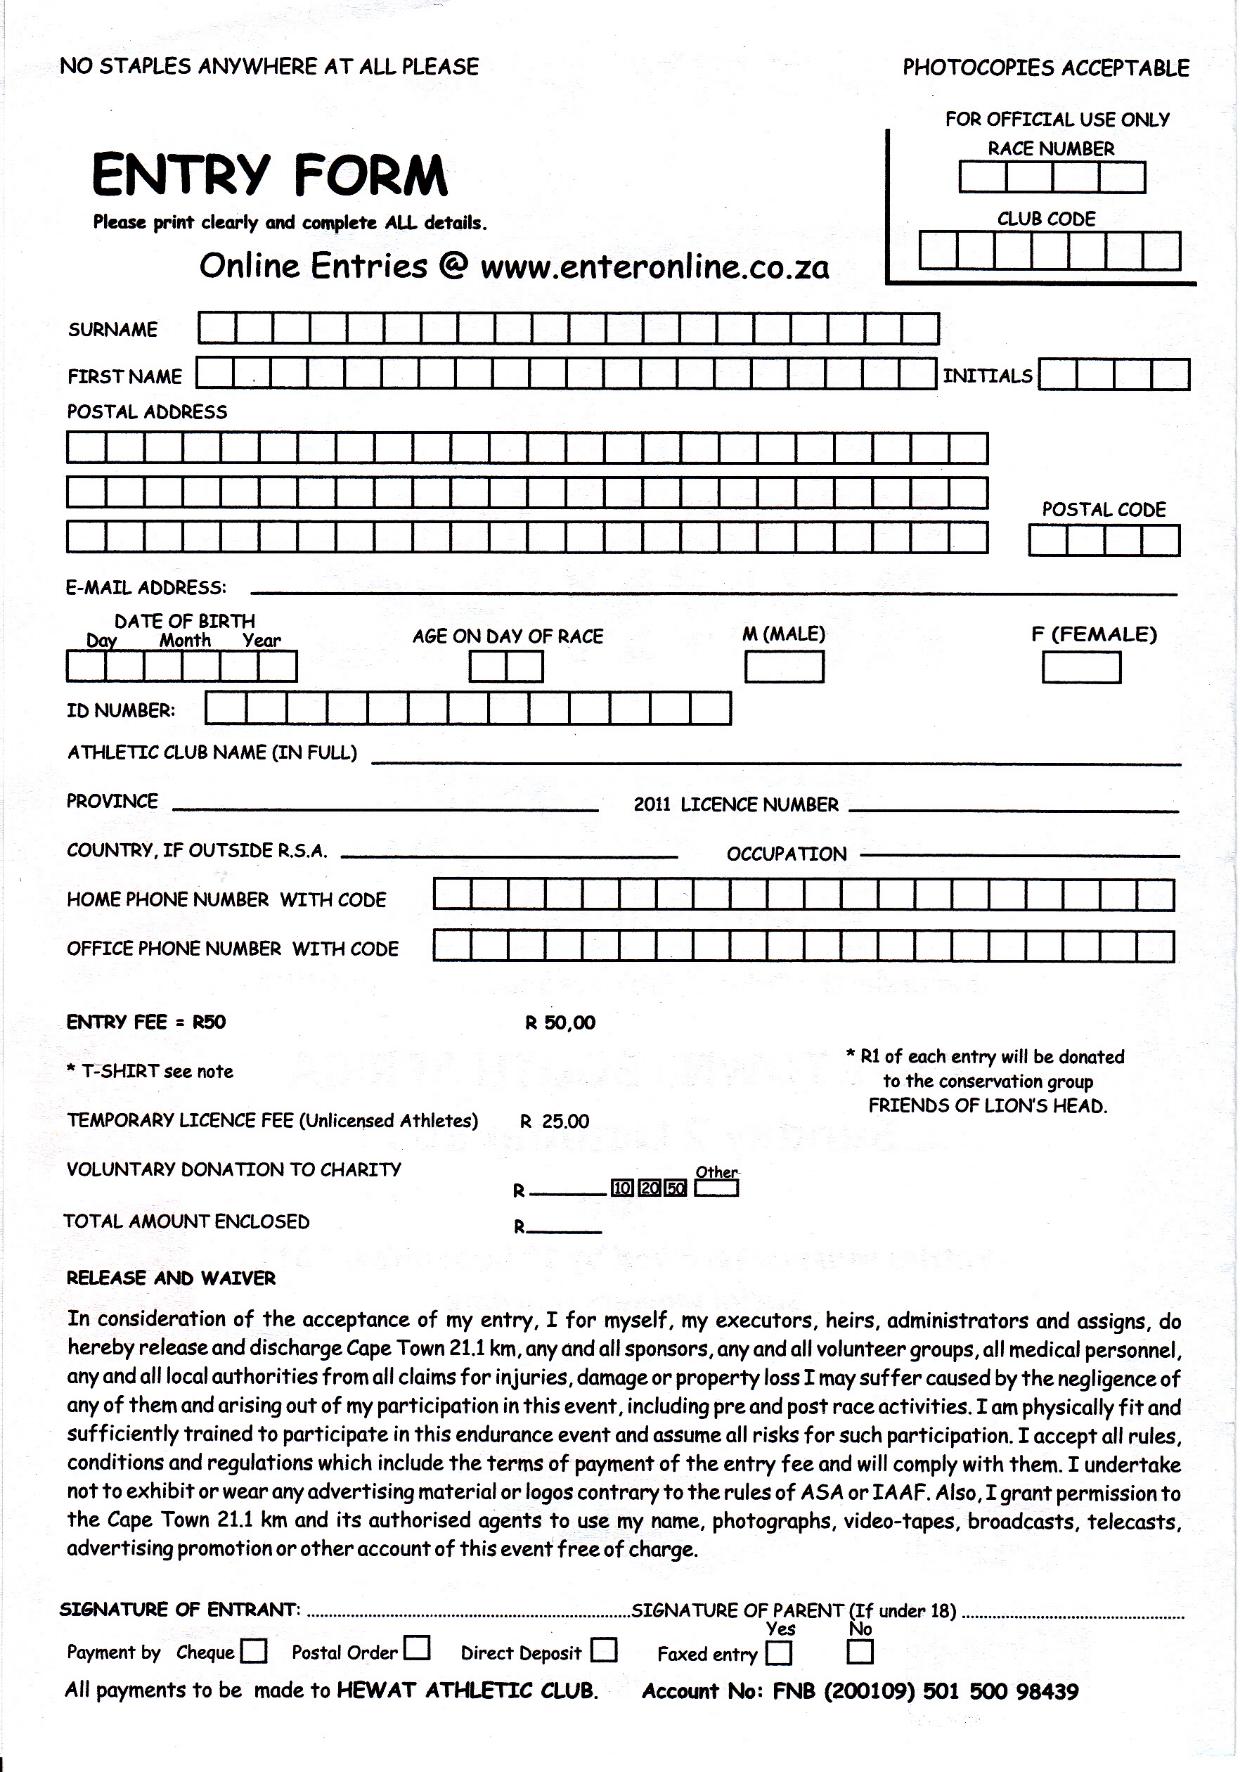 NO STAPLES ANYWHERE AT ALL PLEASE
PHOTOCOPIES ACCEPTABLE
FOR OFFICIAL USE ONLY
RACE NUMBER
CLUB CODE
ENTRY FORM
Please print clearly and complete ALL details.
Online Entries @ www.enteronline.co.za
SURNAME
FIRST NAME
INITIALS
POSTAL ADDRESS
POSTAL CODE
E-MAIL ADDRESS:
DATE OF BIRTH
Day Month Year
AGE ON DAY OF RACE
M (MALE)
F (FEMALE)
ID NUMBER:
ATHLETIC CLUB NAME (IN FULL)
PROVINCE
2011 LICENCE NUMBER
COUNTRY, IF OUTSIDE R.S.A.
OCCUPATION
HOME PHONE NUMBER WITH CODE
OFFICE PHONE NUMBER WITH CODE
ENTRY FEE = R50 R 50,00
* T-SHIRT see note
* R1 of each entry will be donated
to the conservation group
FRIENDS OF LION'S HEAD.
TEMPORARY LICENCE FEE (Unlicensed Athletes) R 25.00
VOLUNTARY DONATION TO CHARITY
R 10 20 50 Other
TOTAL AMOUNT ENCLOSED R
RELEASE AND WAIVER
In consideration of the acceptance of my entry, I for myself, my executors, heirs, administrators and assigns, do
hereby release and discharge Cape Town 21.1 km, any and all sponsors, any and all volunteer groups, all medical personnel,
any and all local authorities from all claims for injuries, damage or property loss I may suffer caused by the negligence of
any of them and arising out of my participation in this event, including pre and post race activities. I am physically fit and
sufficiently trained to participate in this endurance event and assume all risks for such participation. I accept all rules,
conditions and regulations which include the terms of payment of the entry fee and will comply with them. I undertake
not to exhibit or wear any advertising material or logos contrary to the rules of ASA or IAAF. Also, I grant permission to
the Cape Town 21.1 km and its authorised agents to use my name, photographs, video-tapes, broadcasts, telecasts,
advertising promotion or other account of this event free of charge.
SIGNATURE OF ENTRANT: SIGNATURE OF PARENT (If under 18)
Yes No
Payment by Cheque Postal Order Direct Deposit Faxed entry
All payments to be made to HEWAT ATHLETIC CLUB. Account No: FNB (200109) 501 500 98439